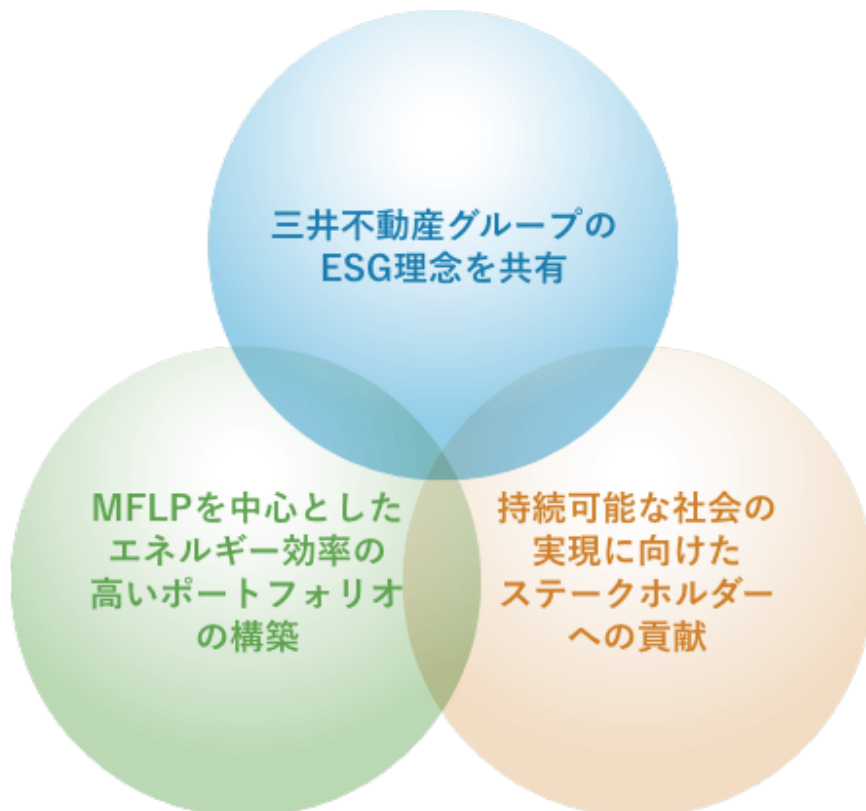 三井不動産グループの
ESG理念を共有
MFLPを中心とした
エネルギー効率の
高いポートフォリオ
の構築
持続可能な社会の
実現に向けた
ステークホルダー
への貢献